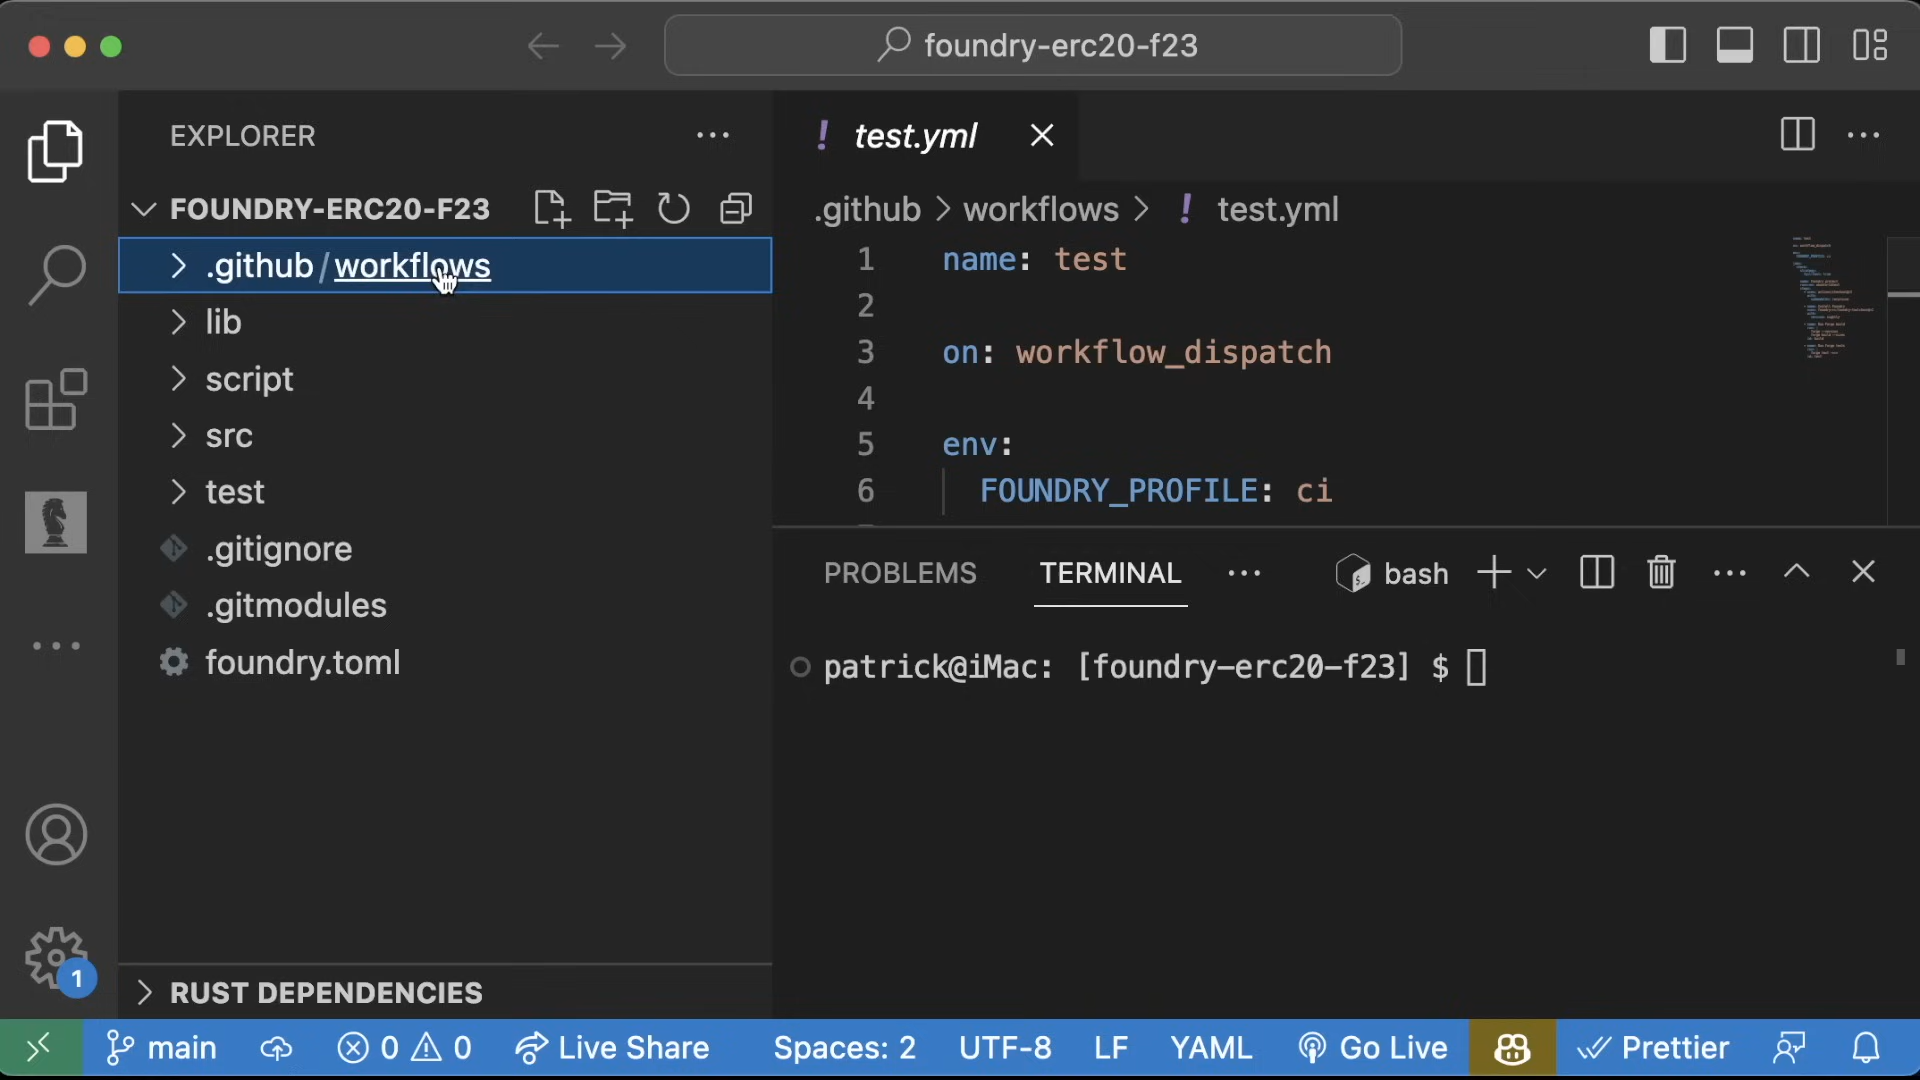 foundry-erc20-f23
EXPLORER
FOUNDRY-ERC20-F23
.github / workflows
lib
script
src
test
.gitignore
.gitmodules
foundry.toml
RUST DEPENDENCIES
1
! test.yml
.github > workflows > ! test.yml
1 name: test
2
3 on: workflow_dispatch
4
5 env:
6 FOUNDRY_PROFILE: ci
PROBLEMS TERMINAL bash
patrick@iMac: [foundry-erc20-f23] $
main 0 0 Live Share Spaces: 2 UTF-8 LF YAML Go Live Prettier